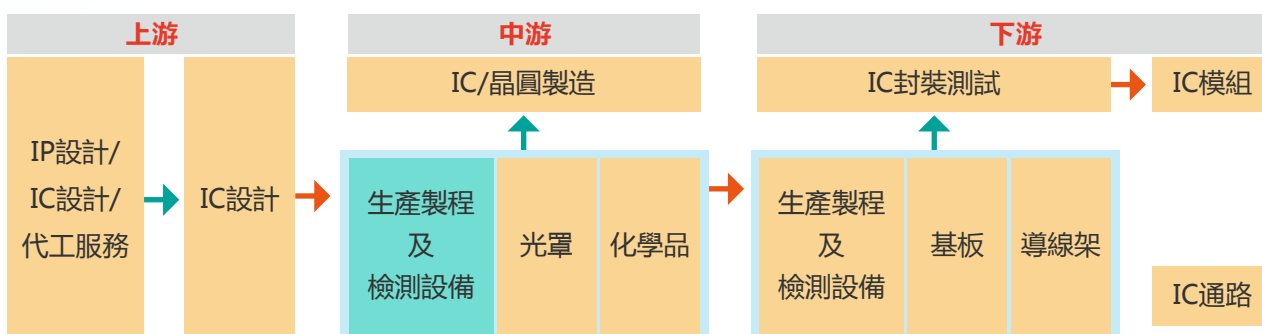 上游
IP設計/
IC設計/
代工服務
IC設計
中游
IC/晶圓製造
生產製程
及
檢測設備
光罩
化學品
下游
IC封裝測試
IC模組
生產製程
及
檢測設備
基板
導線架
IC通路